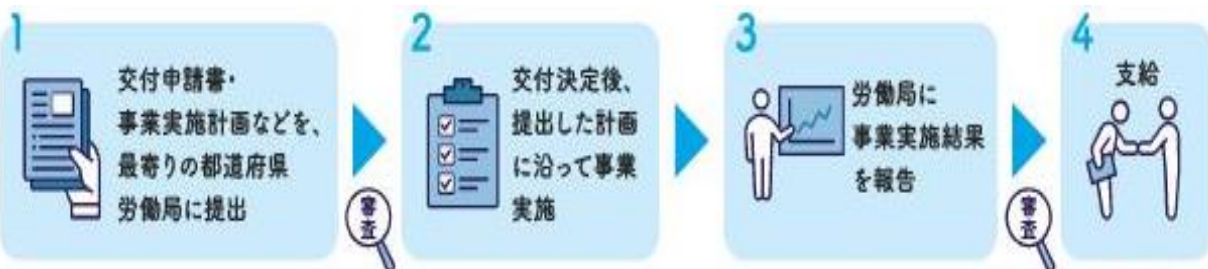 1
交付申請書・
事業実施計画などを、
最寄りの都道府県
労働局に提出
審査
2
交付決定後、
提出した計画
に沿って事業
実施
3
労働局に
事業実施結果
を報告
審査
4
支給